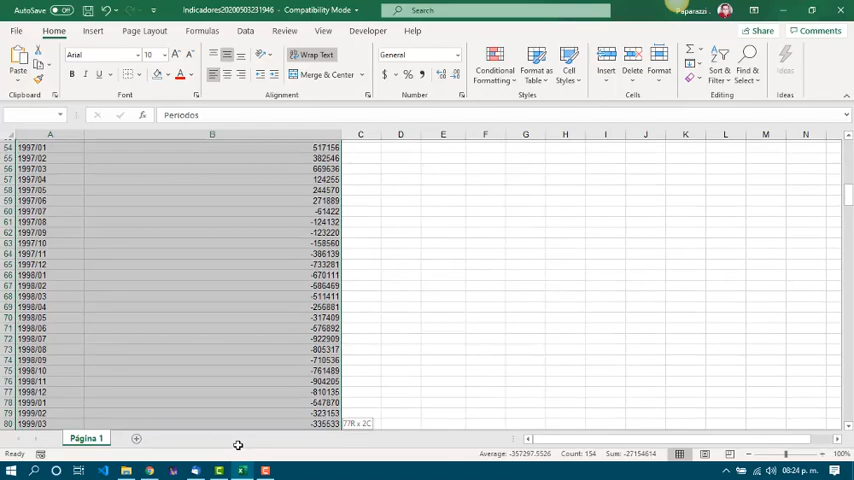 AutoSave Off Indicadores20200503231946 - Compatibility Mode Search Paparazzi .
File Home Insert Page Layout Formulas Data Review View Developer Help Share Comments
Arial 10 Wrap Text General
Paste B I U Merge & Center $ % Conditional Formatting Format as Table Cell Styles Insert Delete Format Sort & Filter Find & Select Ideas
Clipboard Font Alignment Number Styles Cells Editing Ideas
fx Periodos
A B C D E F G H I J K L M N
54 1997/01 517156
55 1997/02 382546
56 1997/03 669636
57 1997/04 124255
58 1997/05 244570
59 1997/06 271889
60 1997/07 -61422
61 1997/08 -124132
62 1997/09 -123220
63 1997/10 -158560
64 1997/11 -386139
65 1997/12 -733281
66 1998/01 -670111
67 1998/02 -586469
68 1998/03 -511411
69 1998/04 -256881
70 1998/05 -317409
71 1998/06 -576892
72 1998/07 -922909
73 1998/08 -805317
74 1998/09 -710536
75 1998/10 -761489
76 1998/11 -904205
77 1998/12 -810135
78 1999/01 -547870
79 1999/02 -323153
80 1999/03 -335533 77R x 2C
Página 1
Ready Average: -357297.5526 Count: 154 Sum: -27154614 100%
08:24 p. m.